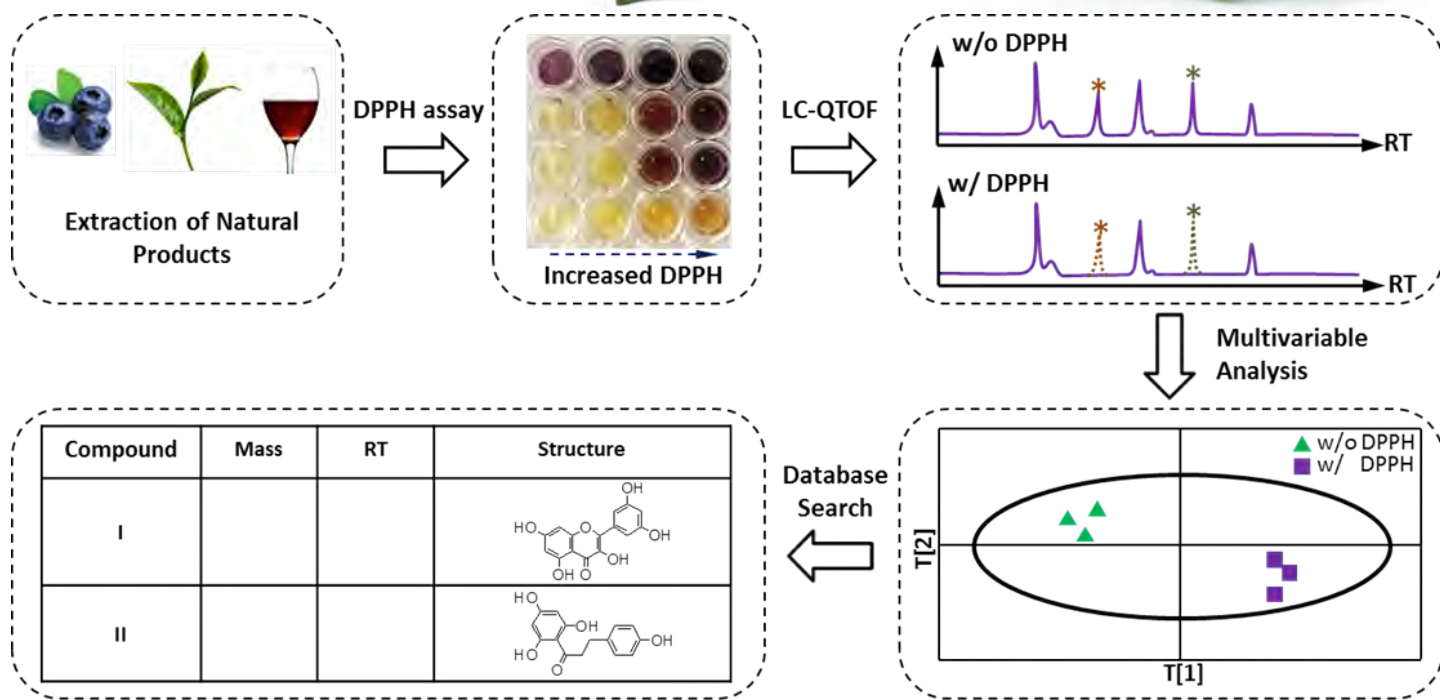 Extraction of Natural
Products
DPPH assay
Increased DPPH
LC-QTOF
w/o DPPH
*
*
RT
w/ DPPH
*
*
RT
Multivariable
Analysis
w/o DPPH
w/ DPPH
T[2]
T[1]
Database
Search
Compound Mass RT Structure
I
OH
HO
O
OH
OH
OH O
II
HO
OH
OH
HO
O